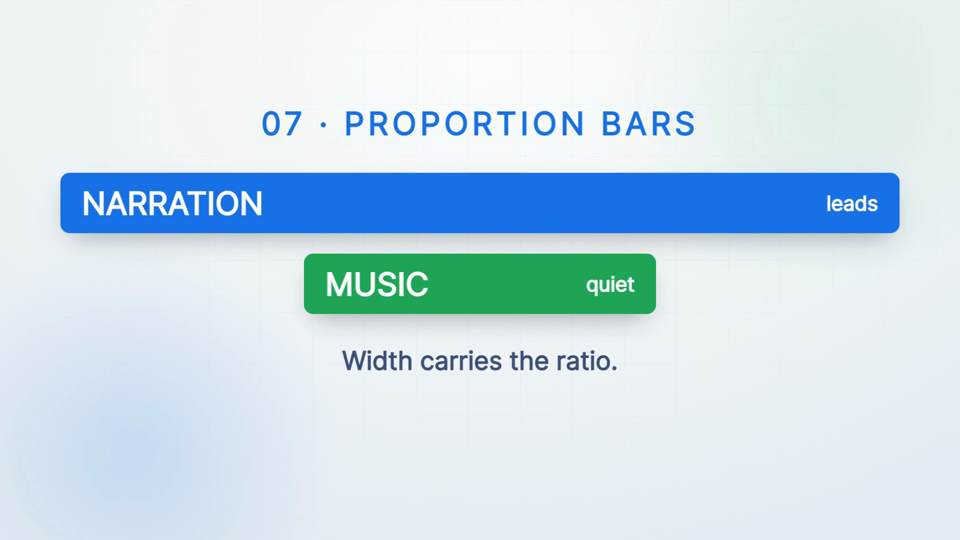 07 · PROPORTION BARS
NARRATION leads
MUSIC quiet
Width carries the ratio.